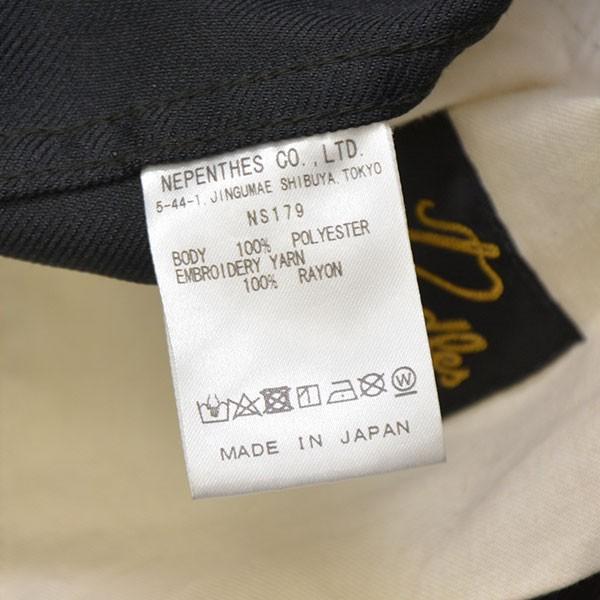 NEPENTHES CO.,LTD.
5-44-1,JINGUMAE SHIBUYA,TOKYO
NS179
BODY 100% POLYESTER
EMBROIDERY YARN
100% RAYON
W
MADE IN JAPAN